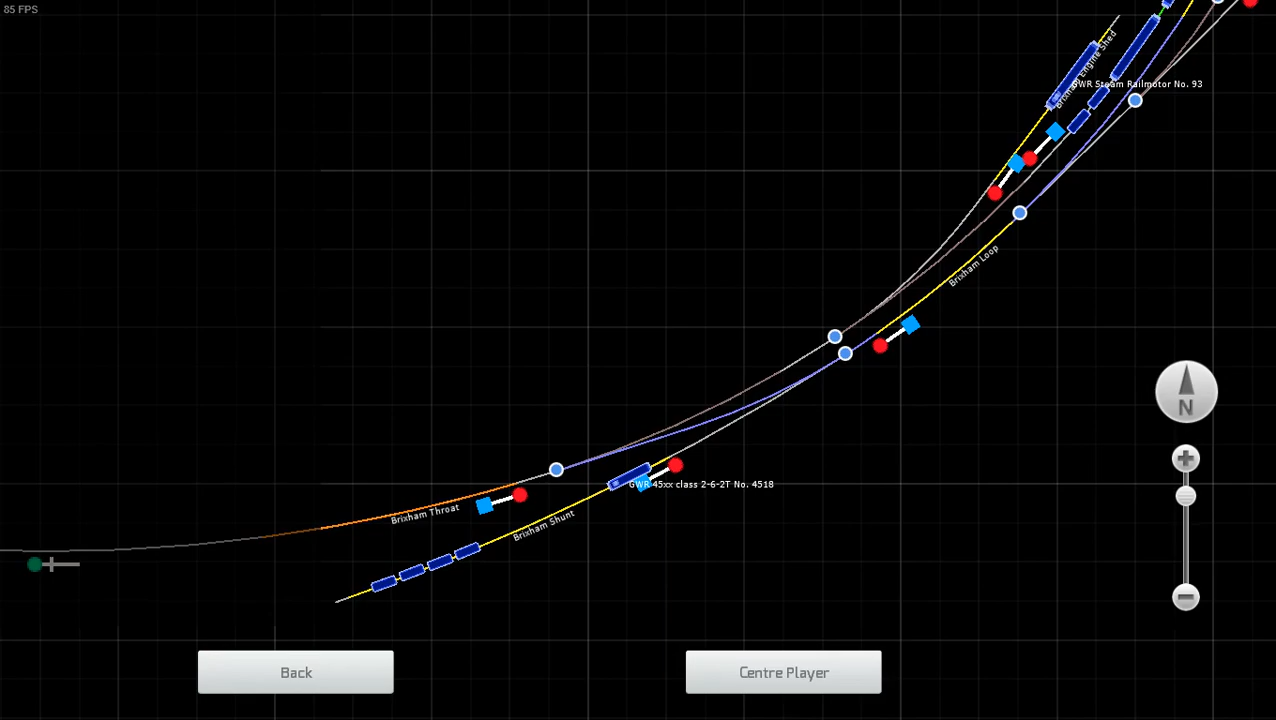 85 FPS
Brixham Engine Shed
GWR Steam Railmotor No. 93
Brixham Loop
N
GWR 45xx class 2-6-2T No. 4518
Brixham Throat
Brixham Shunt
Back
Centre Player